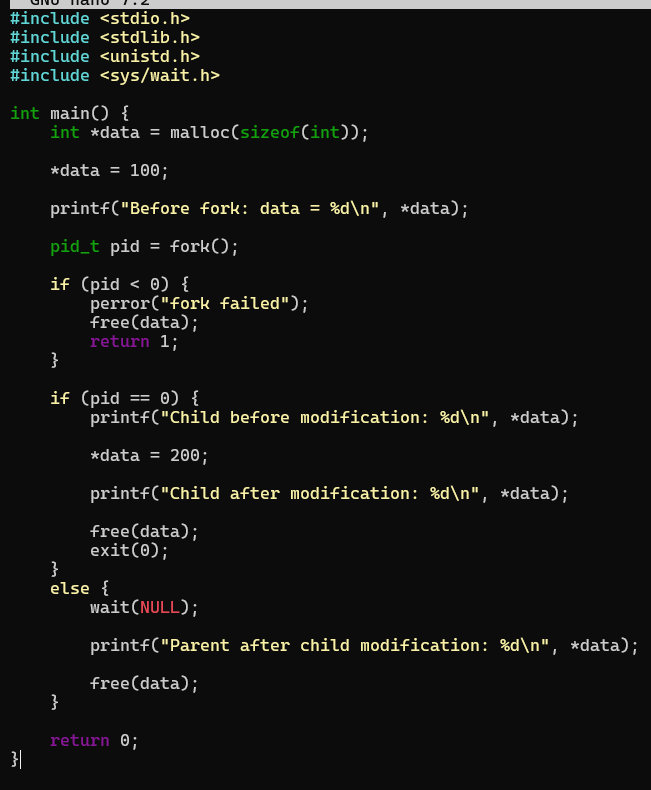 GNU nano 7.2
#include <stdio.h>
#include <stdlib.h>
#include <unistd.h>
#include <sys/wait.h>

int main() {
    int *data = malloc(sizeof(int));

    *data = 100;

    printf("Before fork: data = %d\n", *data);

    pid_t pid = fork();

    if (pid < 0) {
        perror("fork failed");
        free(data);
        return 1;
    }

    if (pid == 0) {
        printf("Child before modification: %d\n", *data);

        *data = 200;

        printf("Child after modification: %d\n", *data);

        free(data);
        exit(0);
    }
    else {
        wait(NULL);

        printf("Parent after child modification: %d\n", *data);

        free(data);
    }

    return 0;
}